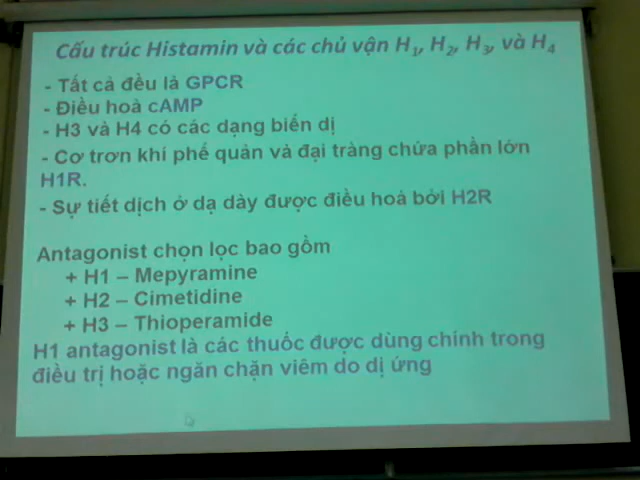 Cấu trúc Histamin và các chủ vận H1, H2, H3, và H4
- Tất cả đều là GPCR
- Điều hoà cAMP
- H3 và H4 có các dạng biến dị
- Cơ trơn khí phế quản và đại tràng chứa phần lớn
H1R.
- Sự tiết dịch ở dạ dày được điều hoà bởi H2R
Antagonist chọn lọc bao gồm
+ H1 – Mepyramine
+ H2 – Cimetidine
+ H3 – Thioperamide
H1 antagonist là các thuốc được dùng chính trong
điều trị hoặc ngăn chặn viêm do dị ứng